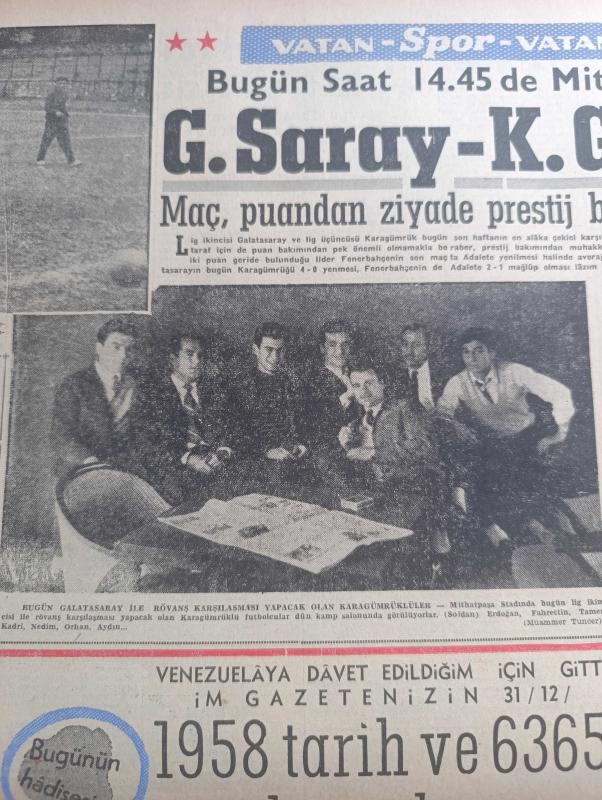 VATAN - Spor - VATAN
Bugün Saat 14.45 de Mit
G. Saray - K. G
Maç, puandan ziyade prestij b
Lig ikincisi Galatasaray ve lig üçüncüsü Karagümrük bugün son haftanın en alâka çekici karşı
taraf için de puan bakımından pek önemli olmamakla beraber, prestij bakımından muhakk
iki puan geride bulunduğu lider Fenerbahçenin son maçta Adalete yenilmesi halinde averaj
tasarayın bugün Karagümrüğü 4-0 yenmesi, Fenerbahçenin de Adalete 2-1 mağlûp olması lâzım
BUGÜN GALATASARAY İLE RÖVANŞ KARŞILAŞMASI YAPACAK OLAN KARAGÜMRÜKLÜLER — Mithatpaşa Stadında bugün lig ikin
cisi ile rövanş karşılaşması yapacak olan Karagümrüklü futbolcular dün kamp salonunda görülüyorlar. (Soldan) Erdoğan, Fahrettin, Tamer
Kadri, Nedim, Orhan, Aydın... (Muammer Tuncer)
VENEZUELÂYA DÂVET EDİLDİĞİM İÇİN GİTT
İM GAZETENİZİN 31/12/
1958 tarih ve 6365
Bugünün
hâdisesi